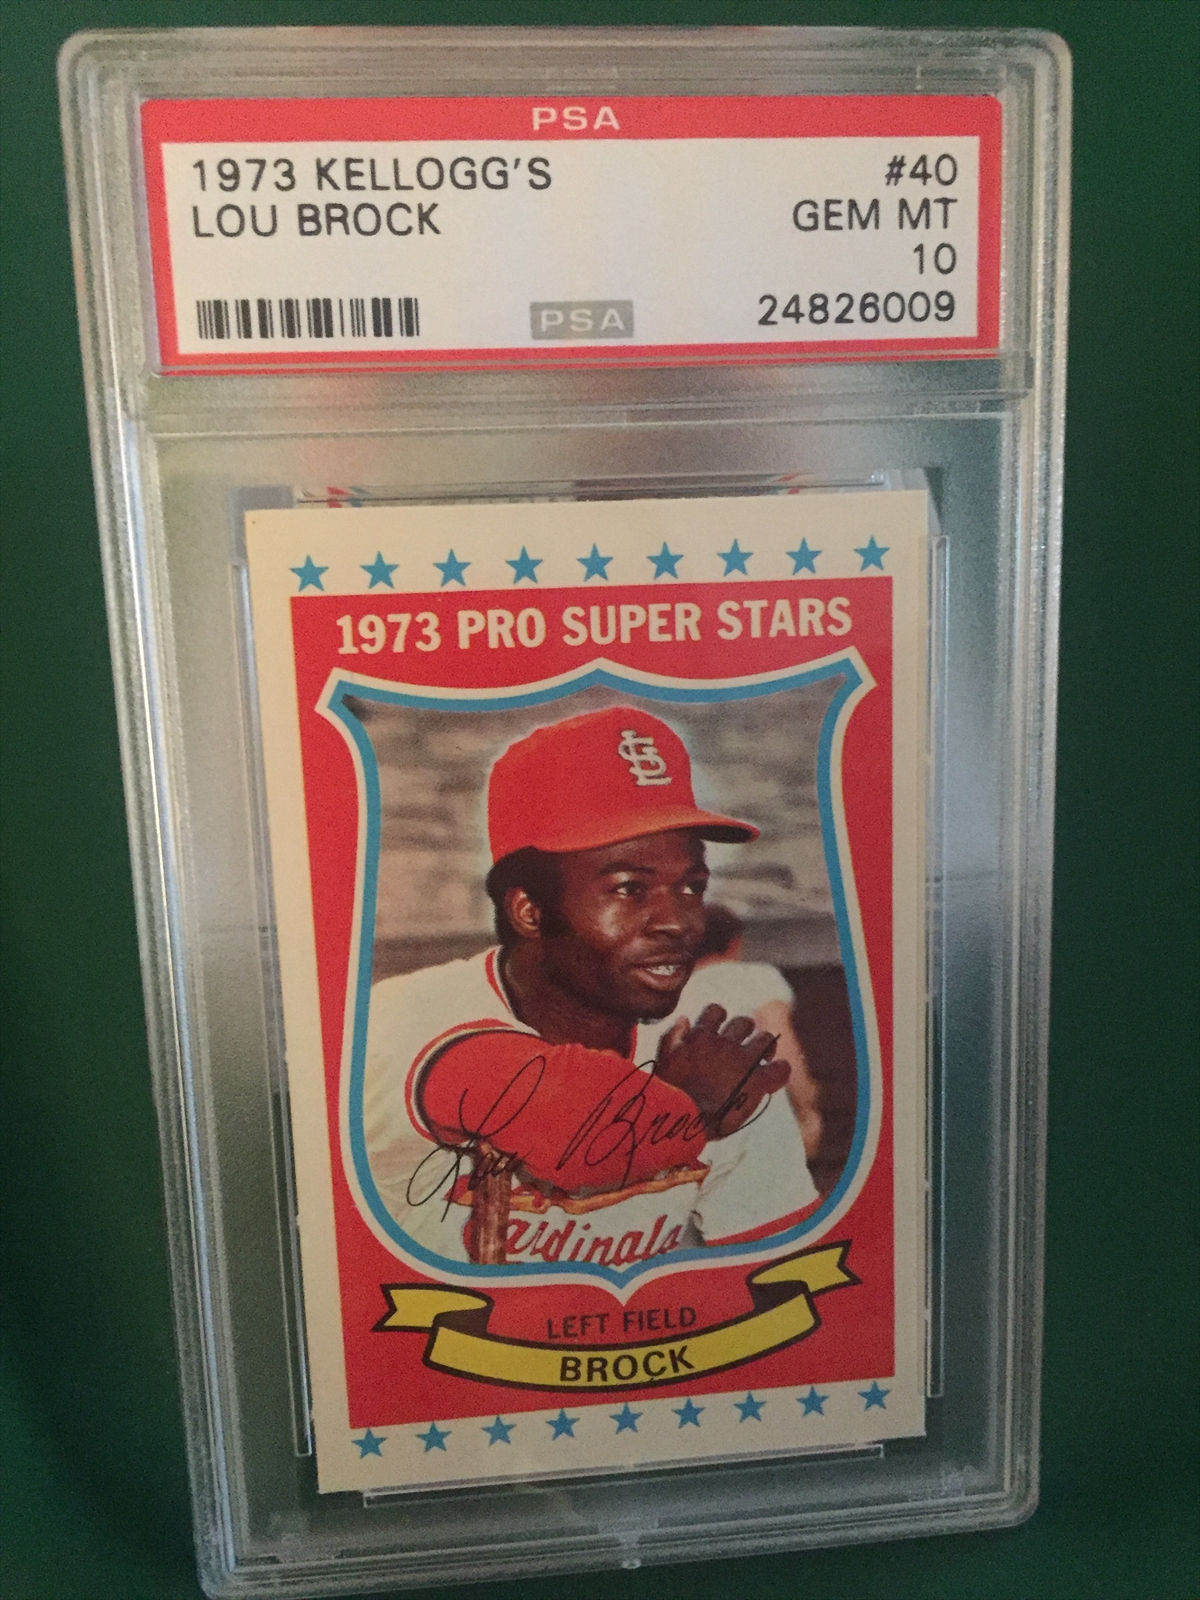 PSA
1973 KELLOGG'S #40
LOU BROCK GEM MT
10
PSA 24826009
1973 PRO SUPER STARS
STL
Lou Brock
Cardinals
LEFT FIELD
BROCK